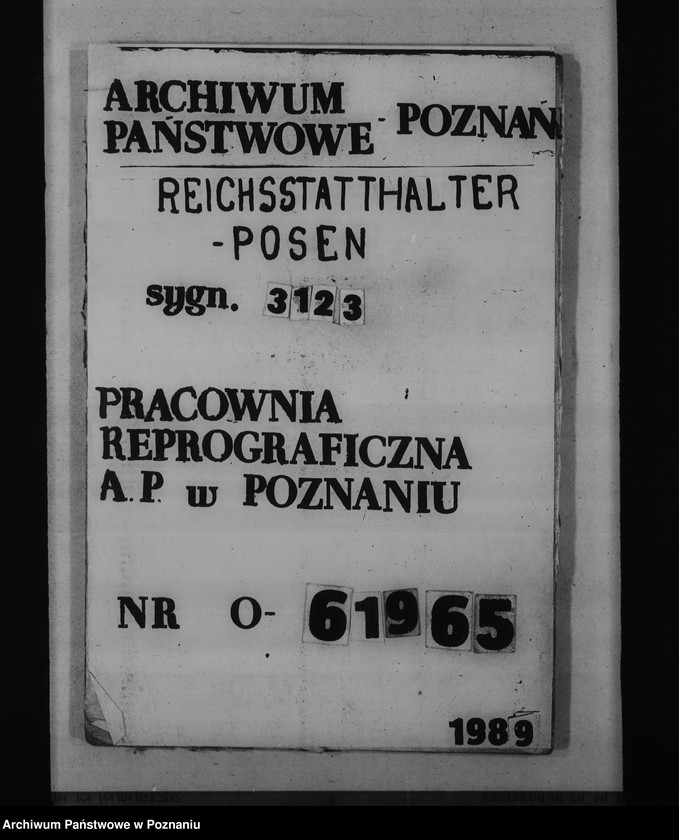 ARCHIWUM
PAŃSTWOWE - POZNAŃ
REICHSSTATTHALTER
-POSEN
sygn. 3123
PRACOWNIA
REPROGRAFICZNA
A.P. w POZNANIU
NR O- 61965
1989
Archiwum Państwowe w Poznaniu